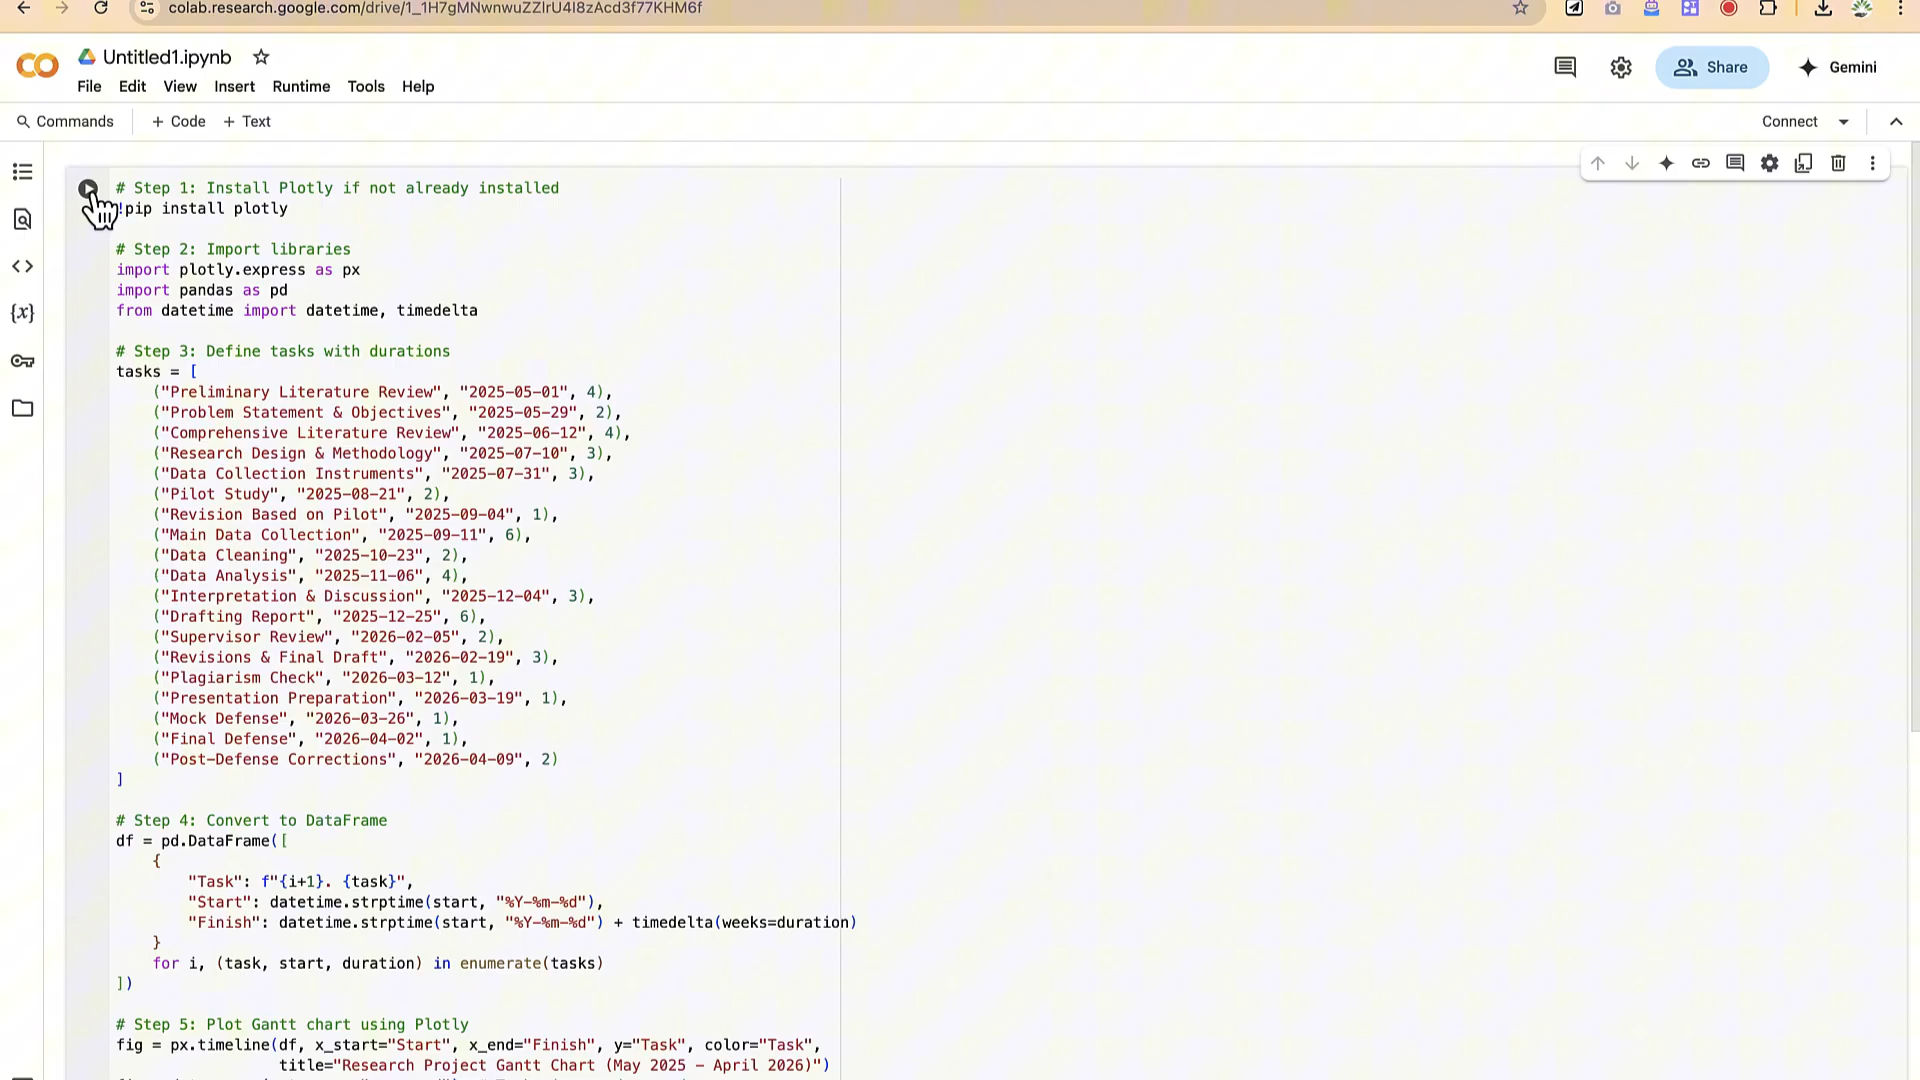 colab.research.google.com/drive/1_1H7gMNwnwuZZlrU4I8zAcd3f77KHM6f
Untitled1.ipynb
File Edit View Insert Runtime Tools Help
Share
Gemini
Commands + Code + Text
Connect
# Step 1: Install Plotly if not already installed
!pip install plotly
# Step 2: Import libraries
import plotly.express as px
import pandas as pd
from datetime import datetime, timedelta
# Step 3: Define tasks with durations
tasks = [
("Preliminary Literature Review", "2025-05-01", 4),
("Problem Statement & Objectives", "2025-05-29", 2),
("Comprehensive Literature Review", "2025-06-12", 4),
("Research Design & Methodology", "2025-07-10", 3),
("Data Collection Instruments", "2025-07-31", 3),
("Pilot Study", "2025-08-21", 2),
("Revision Based on Pilot", "2025-09-04", 1),
("Main Data Collection", "2025-09-11", 6),
("Data Cleaning", "2025-10-23", 2),
("Data Analysis", "2025-11-06", 4),
("Interpretation & Discussion", "2025-12-04", 3),
("Drafting Report", "2025-12-25", 6),
("Supervisor Review", "2026-02-05", 2),
("Revisions & Final Draft", "2026-02-19", 3),
("Plagiarism Check", "2026-03-12", 1),
("Presentation Preparation", "2026-03-19", 1),
("Mock Defense", "2026-03-26", 1),
("Final Defense", "2026-04-02", 1),
("Post-Defense Corrections", "2026-04-09", 2)
]
# Step 4: Convert to DataFrame
df = pd.DataFrame([
{
"Task": f"{i+1}. {task}",
"Start": datetime.strptime(start, "%Y-%m-%d"),
"Finish": datetime.strptime(start, "%Y-%m-%d") + timedelta(weeks=duration)
}
for i, (task, start, duration) in enumerate(tasks)
])
# Step 5: Plot Gantt chart using Plotly
fig = px.timeline(df, x_start="Start", x_end="Finish", y="Task", color="Task",
title="Research Project Gantt Chart (May 2025 – April 2026)")